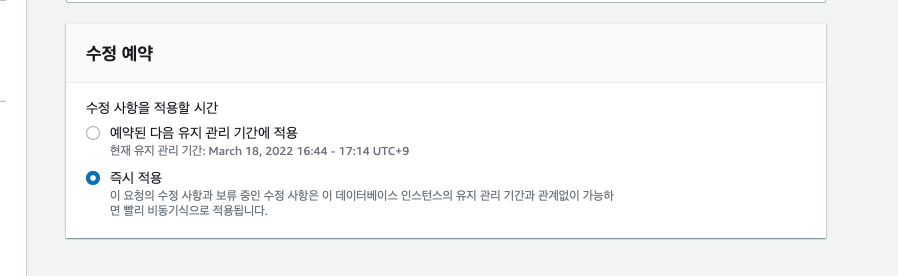 수정 예약
수정 사항을 적용할 시간
예약된 다음 유지 관리 기간에 적용
현재 유지 관리 기간: March 18, 2022 16:44 - 17:14 UTC+9
즉시 적용
이 요청의 수정 사항과 보류 중인 수정 사항은 이 데이터베이스 인스턴스의 유지 관리 기간과 관계없이 가능하
면 빨리 비동기식으로 적용됩니다.